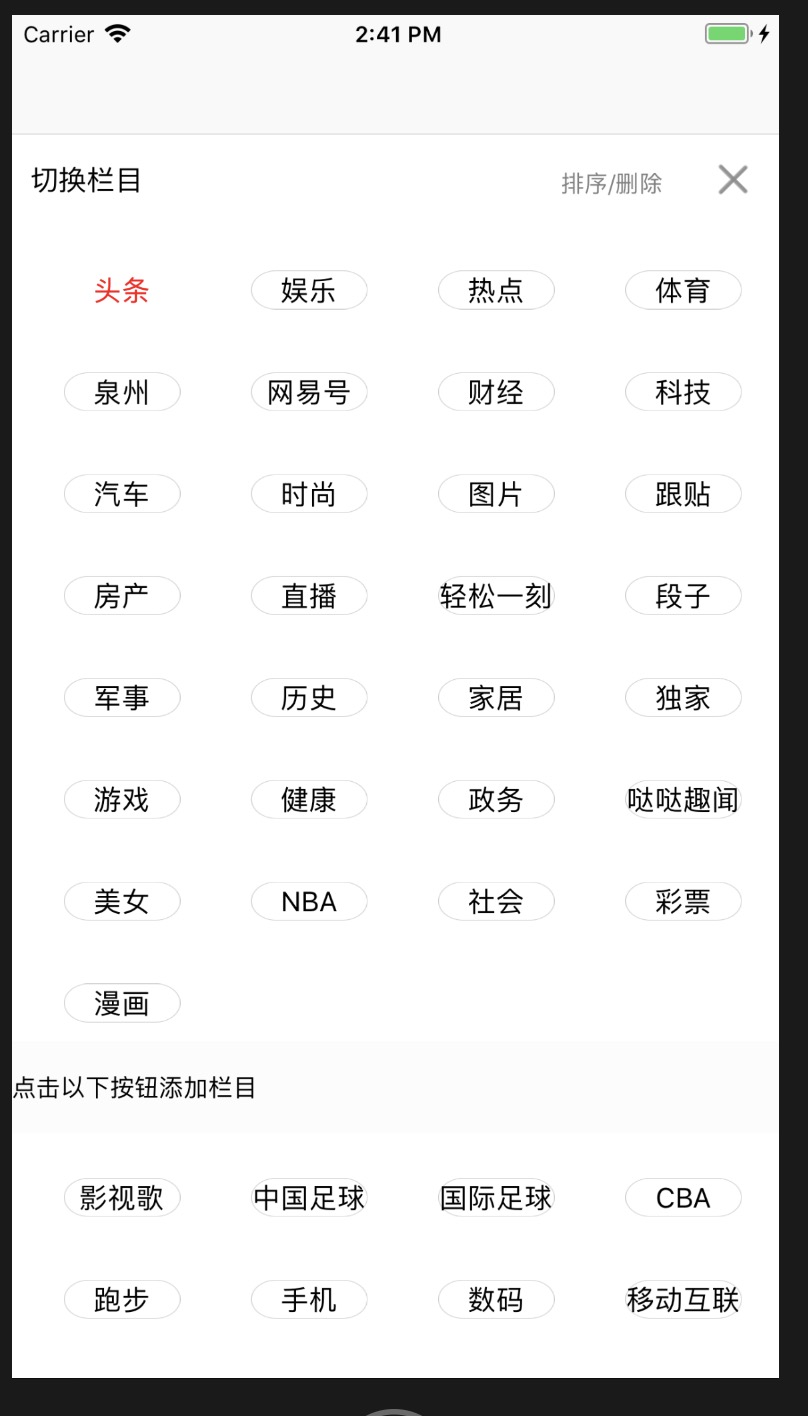 Carrier 2:41 PM
切换栏目 排序/删除
头条 娱乐 热点 体育
泉州 网易号 财经 科技
汽车 时尚 图片 跟贴
房产 直播 轻松一刻 段子
军事 历史 家居 独家
游戏 健康 政务 哒哒趣闻
美女 NBA 社会 彩票
漫画
点击以下按钮添加栏目
影视歌 中国足球 国际足球 CBA
跑步 手机 数码 移动互联